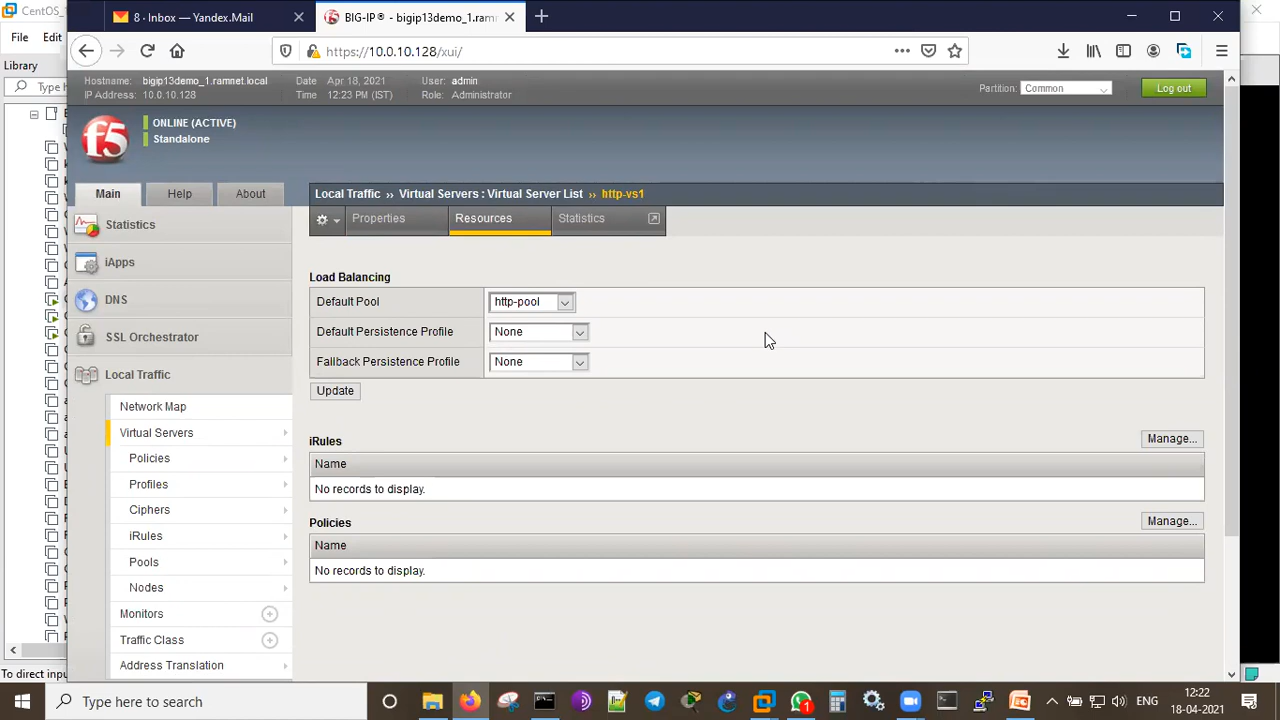 CentOS_
8 · Inbox — Yandex.Mail
BIG-IP® - bigip13demo_1.ramn
File Edit
https://10.0.10.128/xui/
Library
Hostname: bigip13demo_1.ramnet.local
Date Apr 18, 2021
User: admin
IP Address: 10.0.10.128
Time 12:23 PM (IST)
Role: Administrator
Partition: Common
Log out
f5
ONLINE (ACTIVE)
Standalone
Main Help About
Local Traffic ›› Virtual Servers : Virtual Server List ›› http-vs1
Properties Resources Statistics
Statistics
iApps
DNS
SSL Orchestrator
Local Traffic
Network Map
Virtual Servers
Policies
Profiles
Ciphers
iRules
Pools
Nodes
Monitors
Traffic Class
Address Translation
Load Balancing
Default Pool http-pool
Default Persistence Profile None
Fallback Persistence Profile None
Update
iRules Manage...
Name
No records to display.
Policies Manage...
Name
No records to display.
To direct inpu
Type here to search
ENG
12:22
18-04-2021